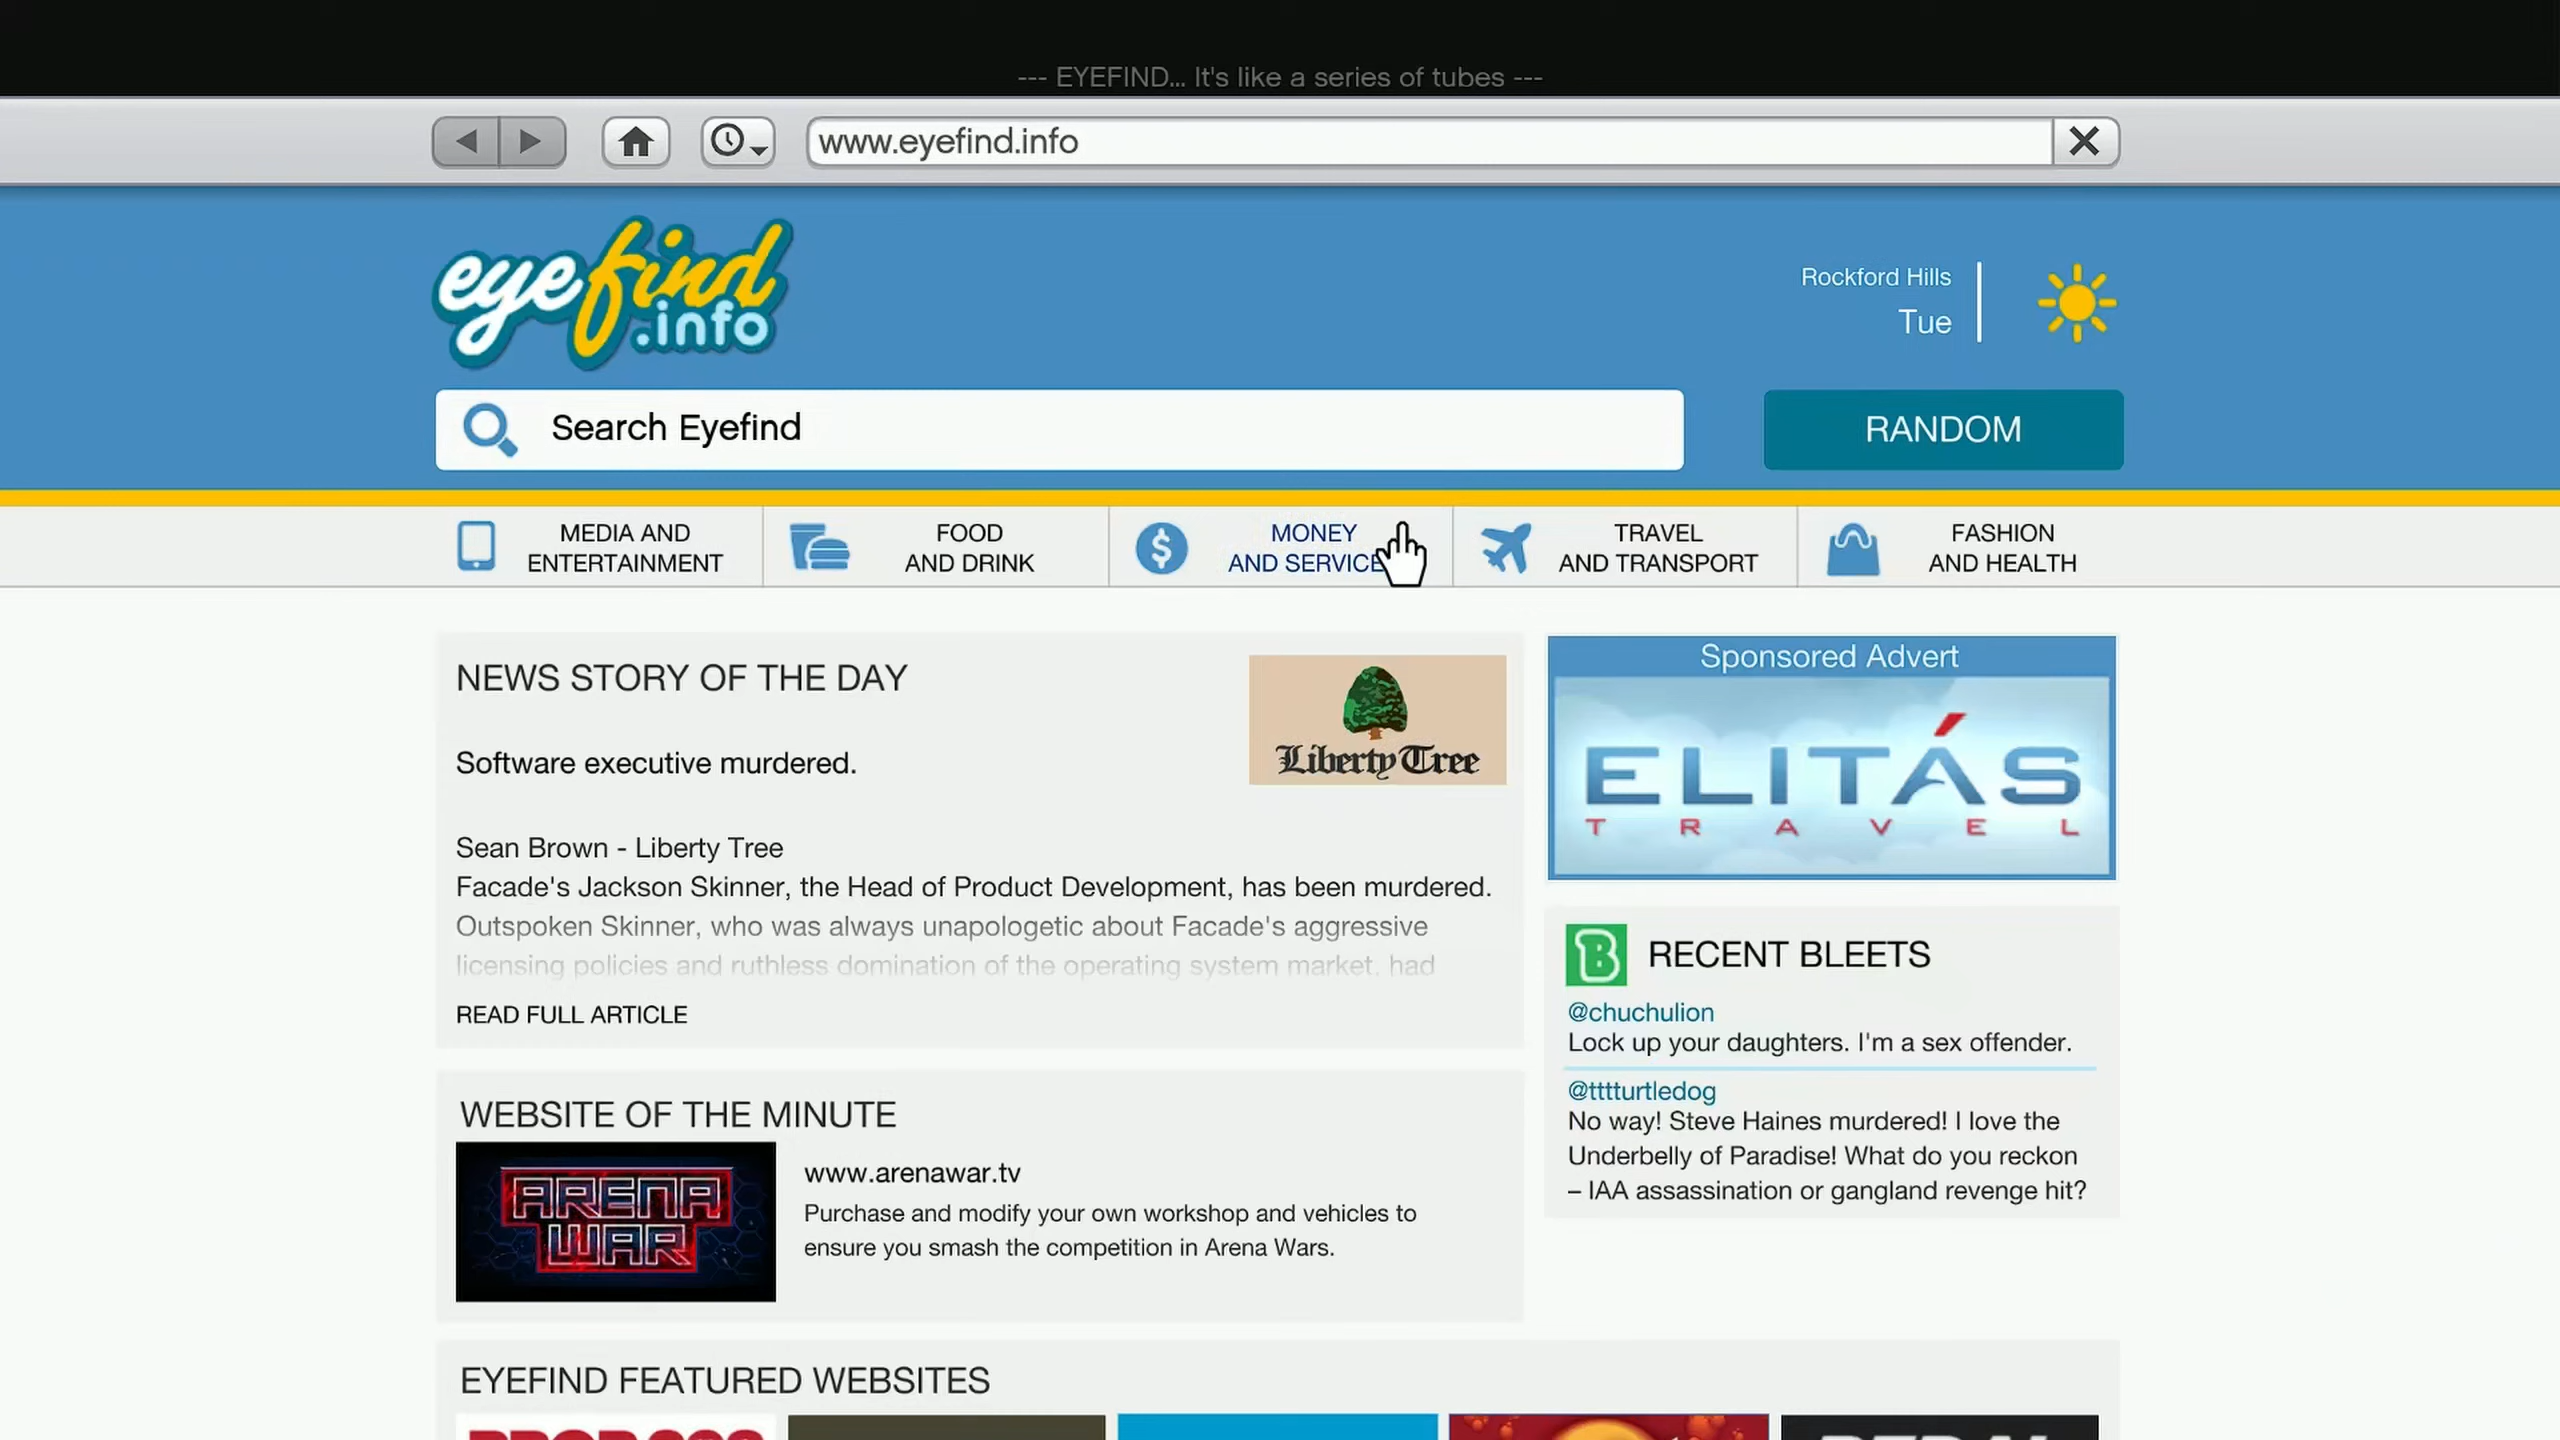 --- EYEFIND... It's like a series of tubes ---
www.eyefind.info
eyefind
.info
Rockford Hills
Tue
Search Eyefind
RANDOM
MEDIA AND
ENTERTAINMENT
FOOD
AND DRINK
MONEY
AND SERVICE
TRAVEL
AND TRANSPORT
FASHION
AND HEALTH
NEWS STORY OF THE DAY
Liberty Tree
Software executive murdered.
Sean Brown - Liberty Tree
Facade's Jackson Skinner, the Head of Product Development, has been murdered.
Outspoken Skinner, who was always unapologetic about Facade's aggressive
licensing policies and ruthless domination of the operating system market, had
READ FULL ARTICLE
Sponsored Advert
ELITÁS
TRAVEL
B RECENT BLEETS
@chuchulion
Lock up your daughters. I'm a sex offender.
@ttttturtledog
No way! Steve Haines murdered! I love the
Underbelly of Paradise! What do you reckon
– IAA assassination or gangland revenge hit?
WEBSITE OF THE MINUTE
ARENA
WAR
www.arenawar.tv
Purchase and modify your own workshop and vehicles to
ensure you smash the competition in Arena Wars.
EYEFIND FEATURED WEBSITES